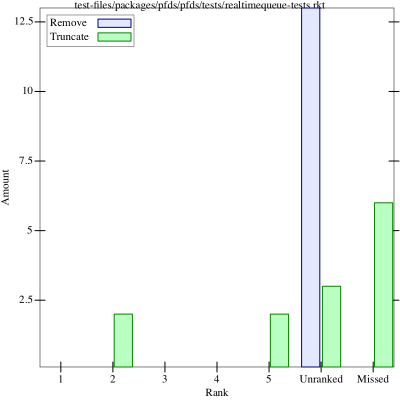 test-files/packages/pfds/pfds/tests/realtimequeue-tests.rkt
Remove
Truncate
12.5
10
7.5
5
2.5
Amount
1 2 3 4 5 Unranked Missed
Rank